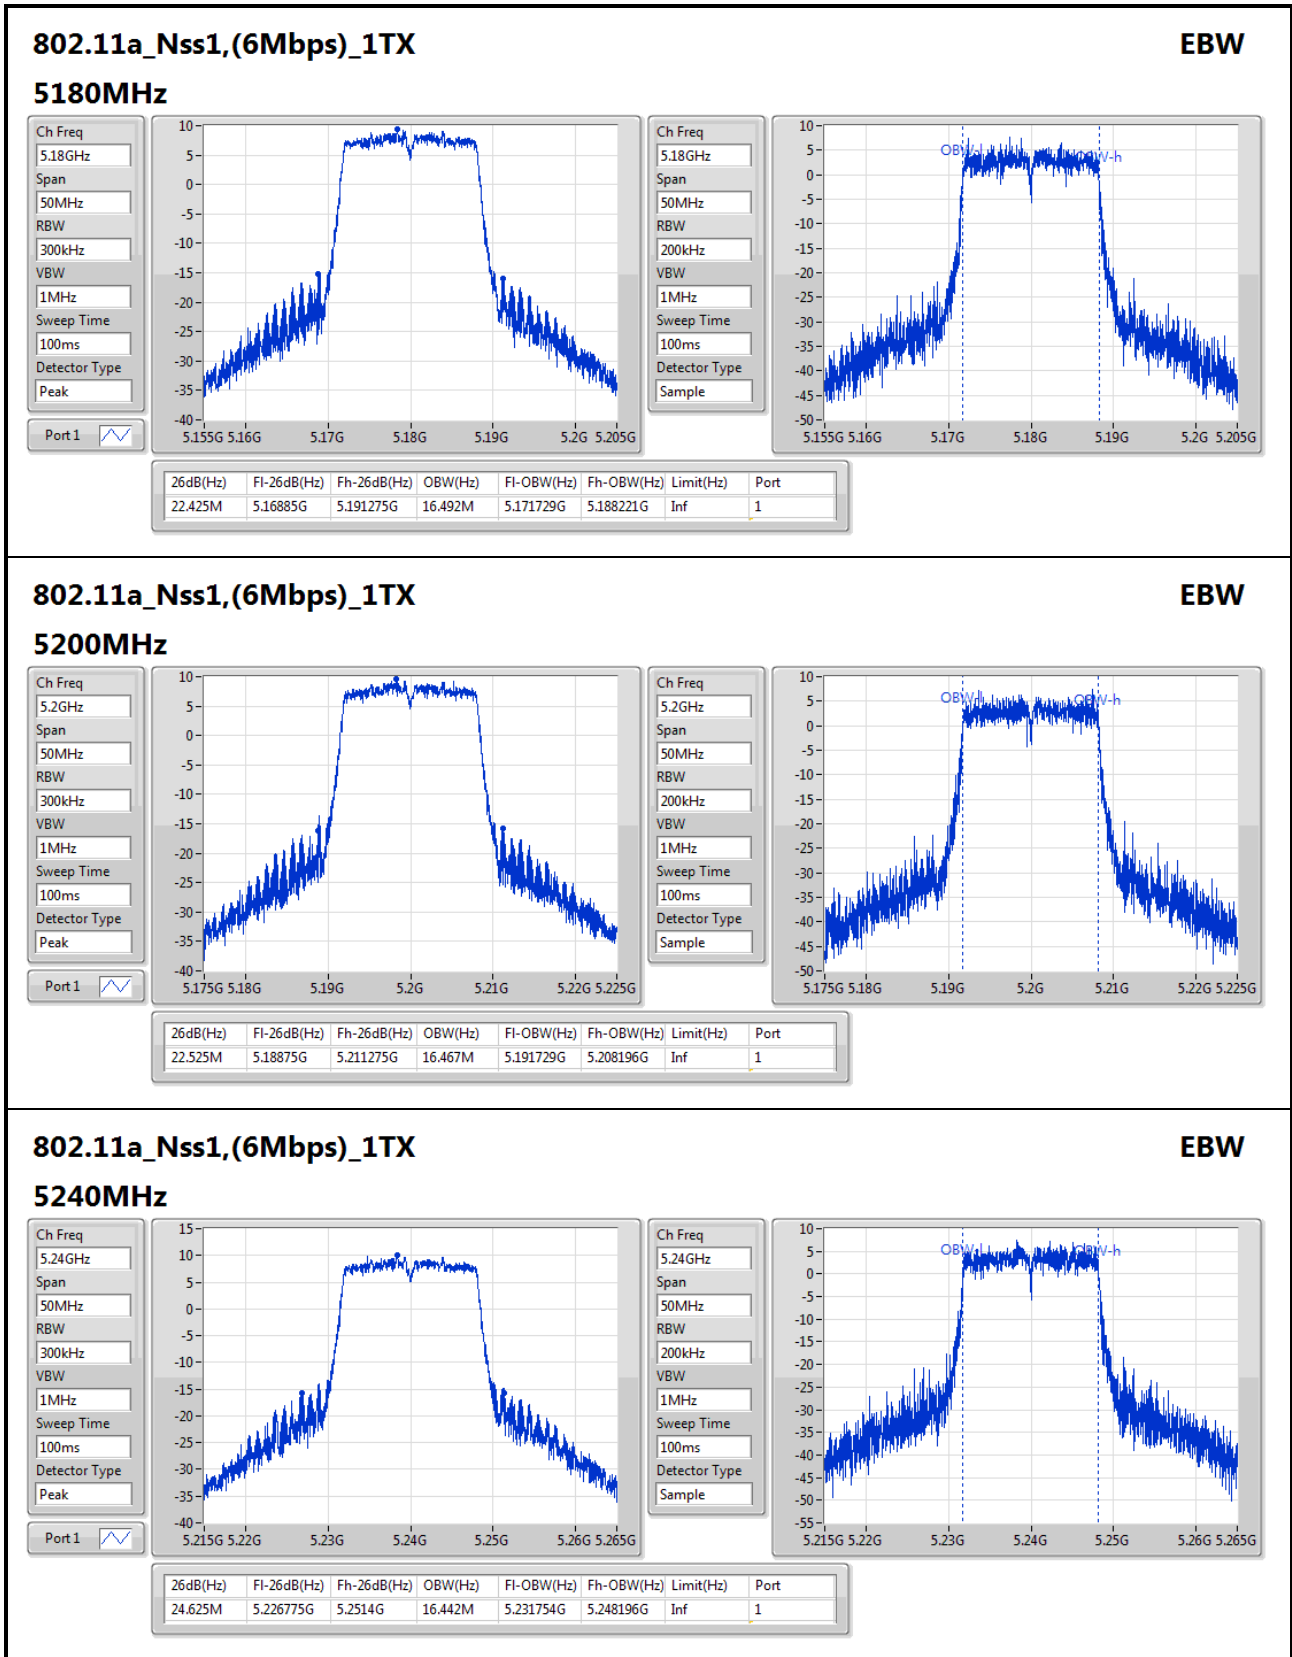 802.11a_Nss1,(6Mbps)_1TX EBW
5180MHz
Ch Freq
5.18GHz
Span
50MHz
RBW
300kHz
VBW
1MHz
Sweep Time
100ms
Detector Type
Peak
Port 1
10
5
0
-5
-10
-15
-20
-25
-30
-35
-40
5.155G 5.16G 5.17G 5.18G 5.19G 5.2G 5.205G
Ch Freq
5.18GHz
Span
50MHz
RBW
200kHz
VBW
1MHz
Sweep Time
100ms
Detector Type
Sample
10
5
0
-5
-10
-15
-20
-25
-30
-35
-40
-45
-50
OBW-l OBW-h
5.155G 5.16G 5.17G 5.18G 5.19G 5.2G 5.205G
26dB(Hz) Fl-26dB(Hz) Fh-26dB(Hz) OBW(Hz) Fl-OBW(Hz) Fh-OBW(Hz) Limit(Hz) Port
22.425M 5.16885G 5.191275G 16.492M 5.171729G 5.188221G Inf 1
802.11a_Nss1,(6Mbps)_1TX EBW
5200MHz
Ch Freq
5.2GHz
Span
50MHz
RBW
300kHz
VBW
1MHz
Sweep Time
100ms
Detector Type
Peak
Port 1
10
5
0
-5
-10
-15
-20
-25
-30
-35
-40
5.175G 5.18G 5.19G 5.2G 5.21G 5.22G 5.225G
Ch Freq
5.2GHz
Span
50MHz
RBW
200kHz
VBW
1MHz
Sweep Time
100ms
Detector Type
Sample
10
5
0
-5
-10
-15
-20
-25
-30
-35
-40
-45
-50
OBW-l OBW-h
5.175G 5.18G 5.19G 5.2G 5.21G 5.22G 5.225G
26dB(Hz) Fl-26dB(Hz) Fh-26dB(Hz) OBW(Hz) Fl-OBW(Hz) Fh-OBW(Hz) Limit(Hz) Port
22.525M 5.18875G 5.211275G 16.467M 5.191729G 5.208196G Inf 1
802.11a_Nss1,(6Mbps)_1TX EBW
5240MHz
Ch Freq
5.24GHz
Span
50MHz
RBW
300kHz
VBW
1MHz
Sweep Time
100ms
Detector Type
Peak
Port 1
15
10
5
0
-5
-10
-15
-20
-25
-30
-35
-40
5.215G 5.22G 5.23G 5.24G 5.25G 5.26G 5.265G
Ch Freq
5.24GHz
Span
50MHz
RBW
200kHz
VBW
1MHz
Sweep Time
100ms
Detector Type
Sample
10
5
0
-5
-10
-15
-20
-25
-30
-35
-40
-45
-50
-55
OBW-l OBW-h
5.215G 5.22G 5.23G 5.24G 5.25G 5.26G 5.265G
26dB(Hz) Fl-26dB(Hz) Fh-26dB(Hz) OBW(Hz) Fl-OBW(Hz) Fh-OBW(Hz) Limit(Hz) Port
24.625M 5.226775G 5.2514G 16.442M 5.231754G 5.248196G Inf 1